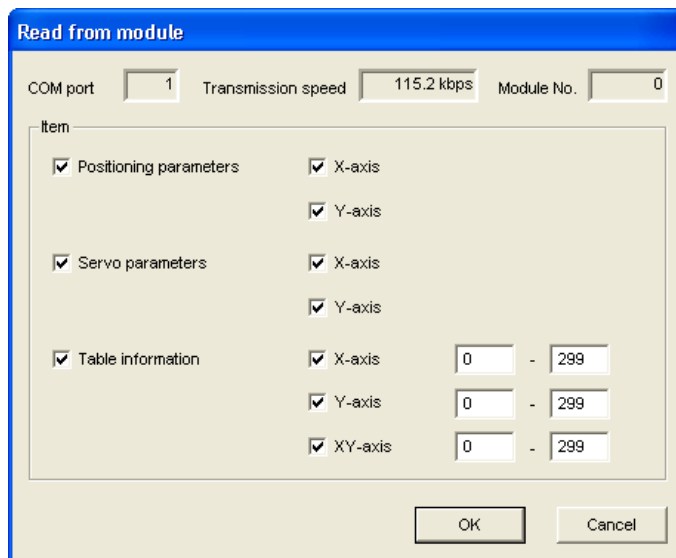 Read from module
COM port 1 Transmission speed 115.2 kbps Module No. 0
Item
Positioning parameters X-axis
Y-axis
Servo parameters X-axis
Y-axis
Table information X-axis 0 - 299
Y-axis 0 - 299
XY-axis 0 - 299
OK Cancel